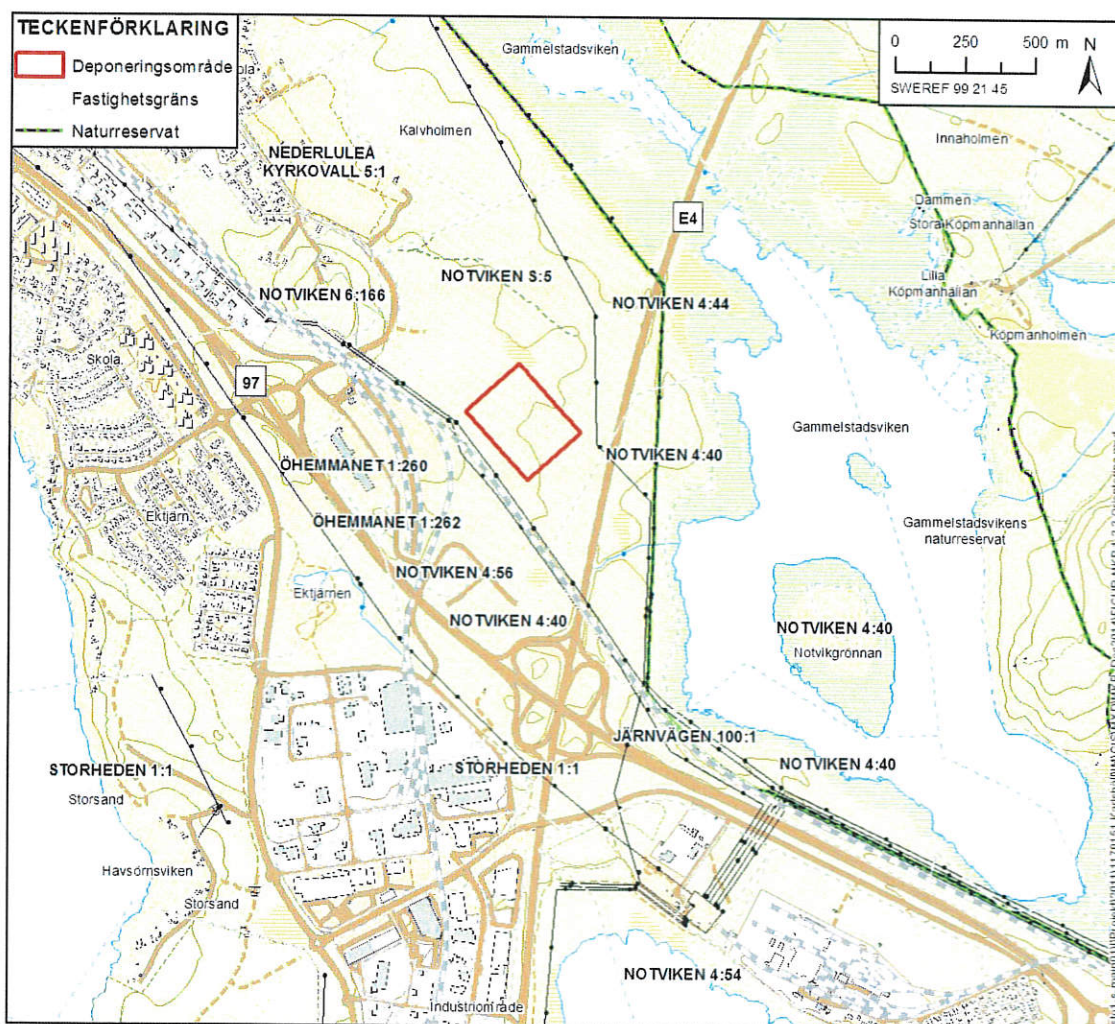 TECKENFÖRKLARING
Deponeringsområde
Fastighetsgräns
Naturreservat
0 250 500 m
N
SWEREF 99 21 45
Gammelstadsviken
Kalvholmen
Innaholmen
NEDERLULEA
KYRKOVALL 5:1
E4
Dammen
Stora Köpmanhällan
NOTVIKEN S:5
Lilla
Köpmanhällan
NOTVIKEN 6:166
NOTVIKEN 4:44
Köpmanholmen
Skola
97
Gammelstadsviken
NOTVIKEN 4:40
ÖHEMMANET 1:260
Ektjärn
ÖHEMMANET 1:262
Gammelstadsvikens
naturreservat
NOTVIKEN 4:56
Ektjärnen
NOTVIKEN 4:40
NOTVIKEN 4:40
Notvikgrönnan
JÄRNVÄGEN 100:1
STORHEDEN 1:1
STORHEDEN 1:1
NOTVIKEN 4:40
Storsand
Havsörnsviken
Storsand
NOTVIKEN 4:54
Industriområde